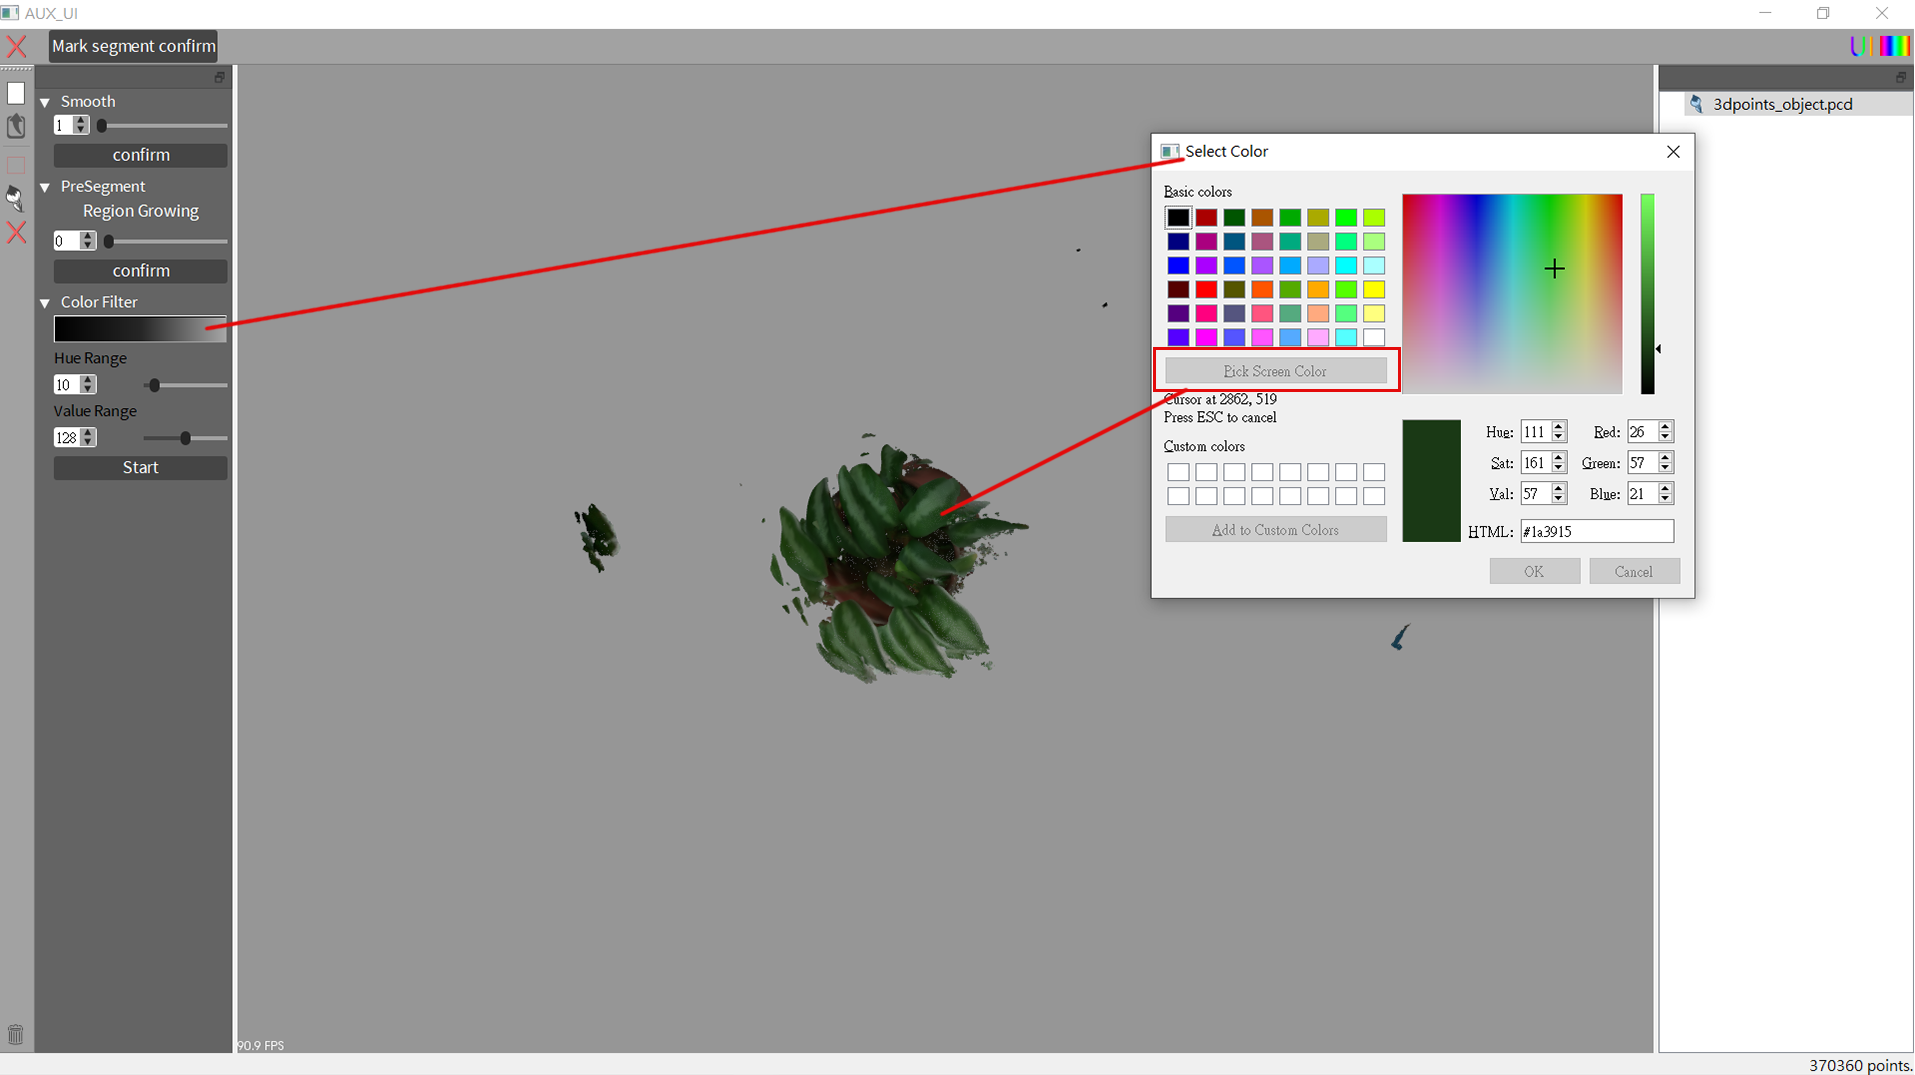 AUX_UI
Mark segment confirm
Smooth
1
confirm
PreSegment
Region Growing
0
confirm
Color Filter
Hue Range
10
Value Range
128
Start
90.9 FPS
Select Color
Basic colors
Pick Screen Color
Cursor at 2862, 519
Press ESC to cancel
Custom colors
Add to Custom Colors
Hue: 111 Red: 26
Sat: 161 Green: 57
Val: 57 Blue: 21
HTML: #1a3915
OK Cancel
3dpoints_object.pcd
370360 points.